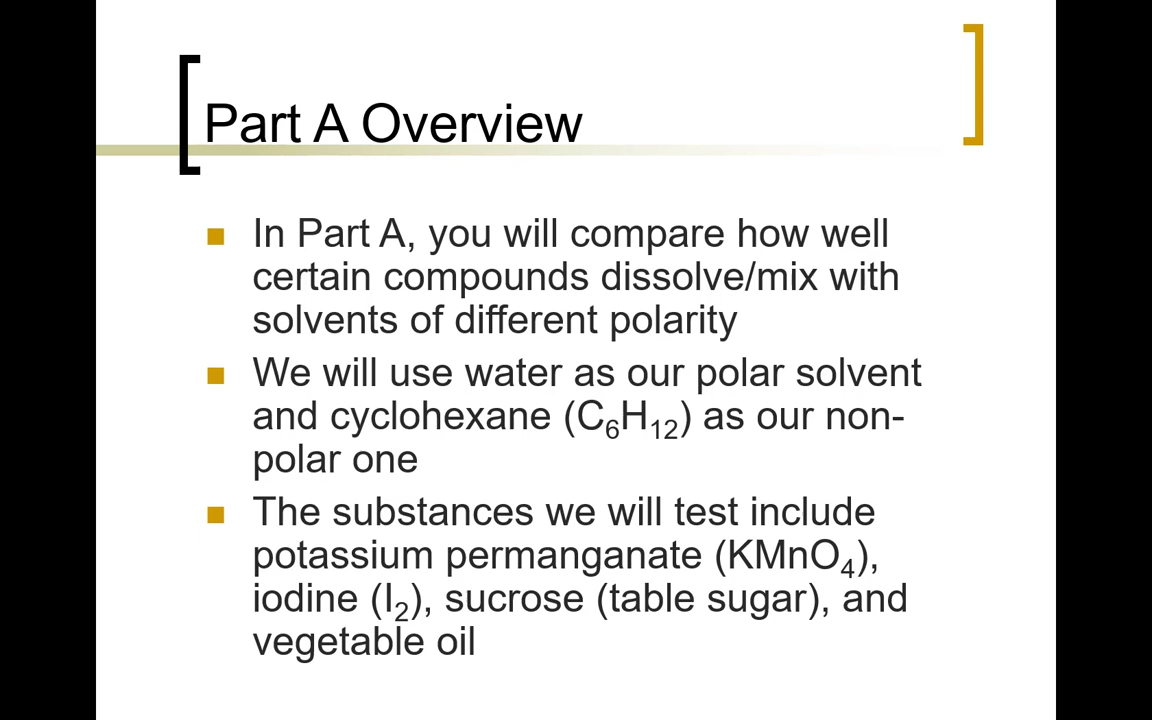 Part A Overview
In Part A, you will compare how well
certain compounds dissolve/mix with
solvents of different polarity
We will use water as our polar solvent
and cyclohexane (C₆H₁₂) as our non-
polar one
The substances we will test include
potassium permanganate (KMnO₄),
iodine (I₂), sucrose (table sugar), and
vegetable oil